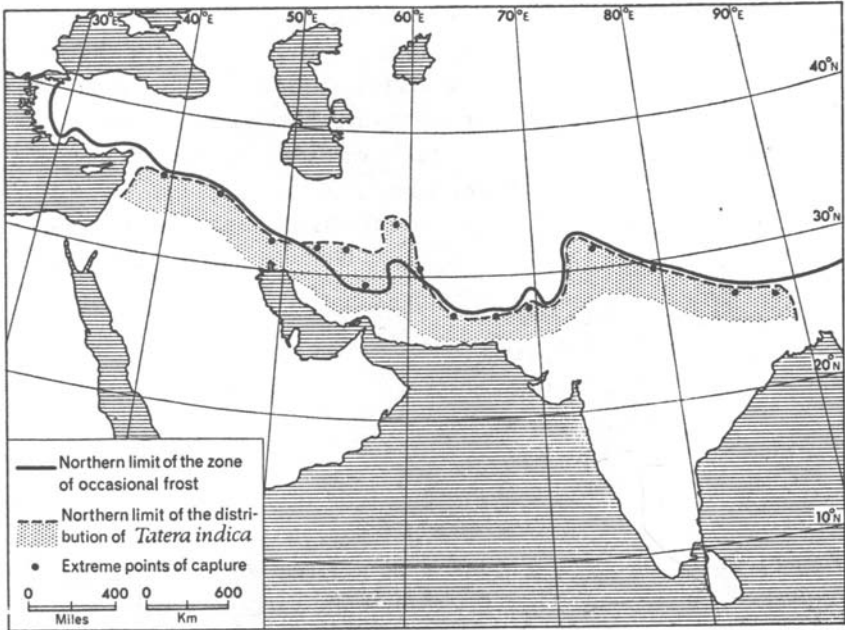 30°E 40°E 50°E 60°E 70°E 80°E 90°E
40°N
30°N
20°N
10°N
Northern limit of the zone
of occasional frost
Northern limit of the distri-
bution of Tatera indica
Extreme points of capture
0 400 0 600
Miles Km